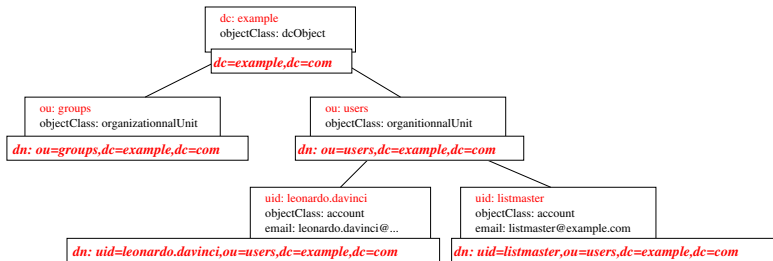 dc: example
objectClass: dcObject
dc=example,dc=com
ou: groups
objectClass: organizationnalUnit
dn: ou=groups,dc=example,dc=com
ou: users
objectClass: organitionnalUnit
dn: ou=users,dc=example,dc=com
uid: leonardo.davinci
objectClass: account
email: leonardo.davinci@...
dn: uid=leonardo.davinci,ou=users,dc=example,dc=com
uid: listmaster
objectClass: account
email: listmaster@example.com
dn: uid=listmaster,ou=users,dc=example,dc=com